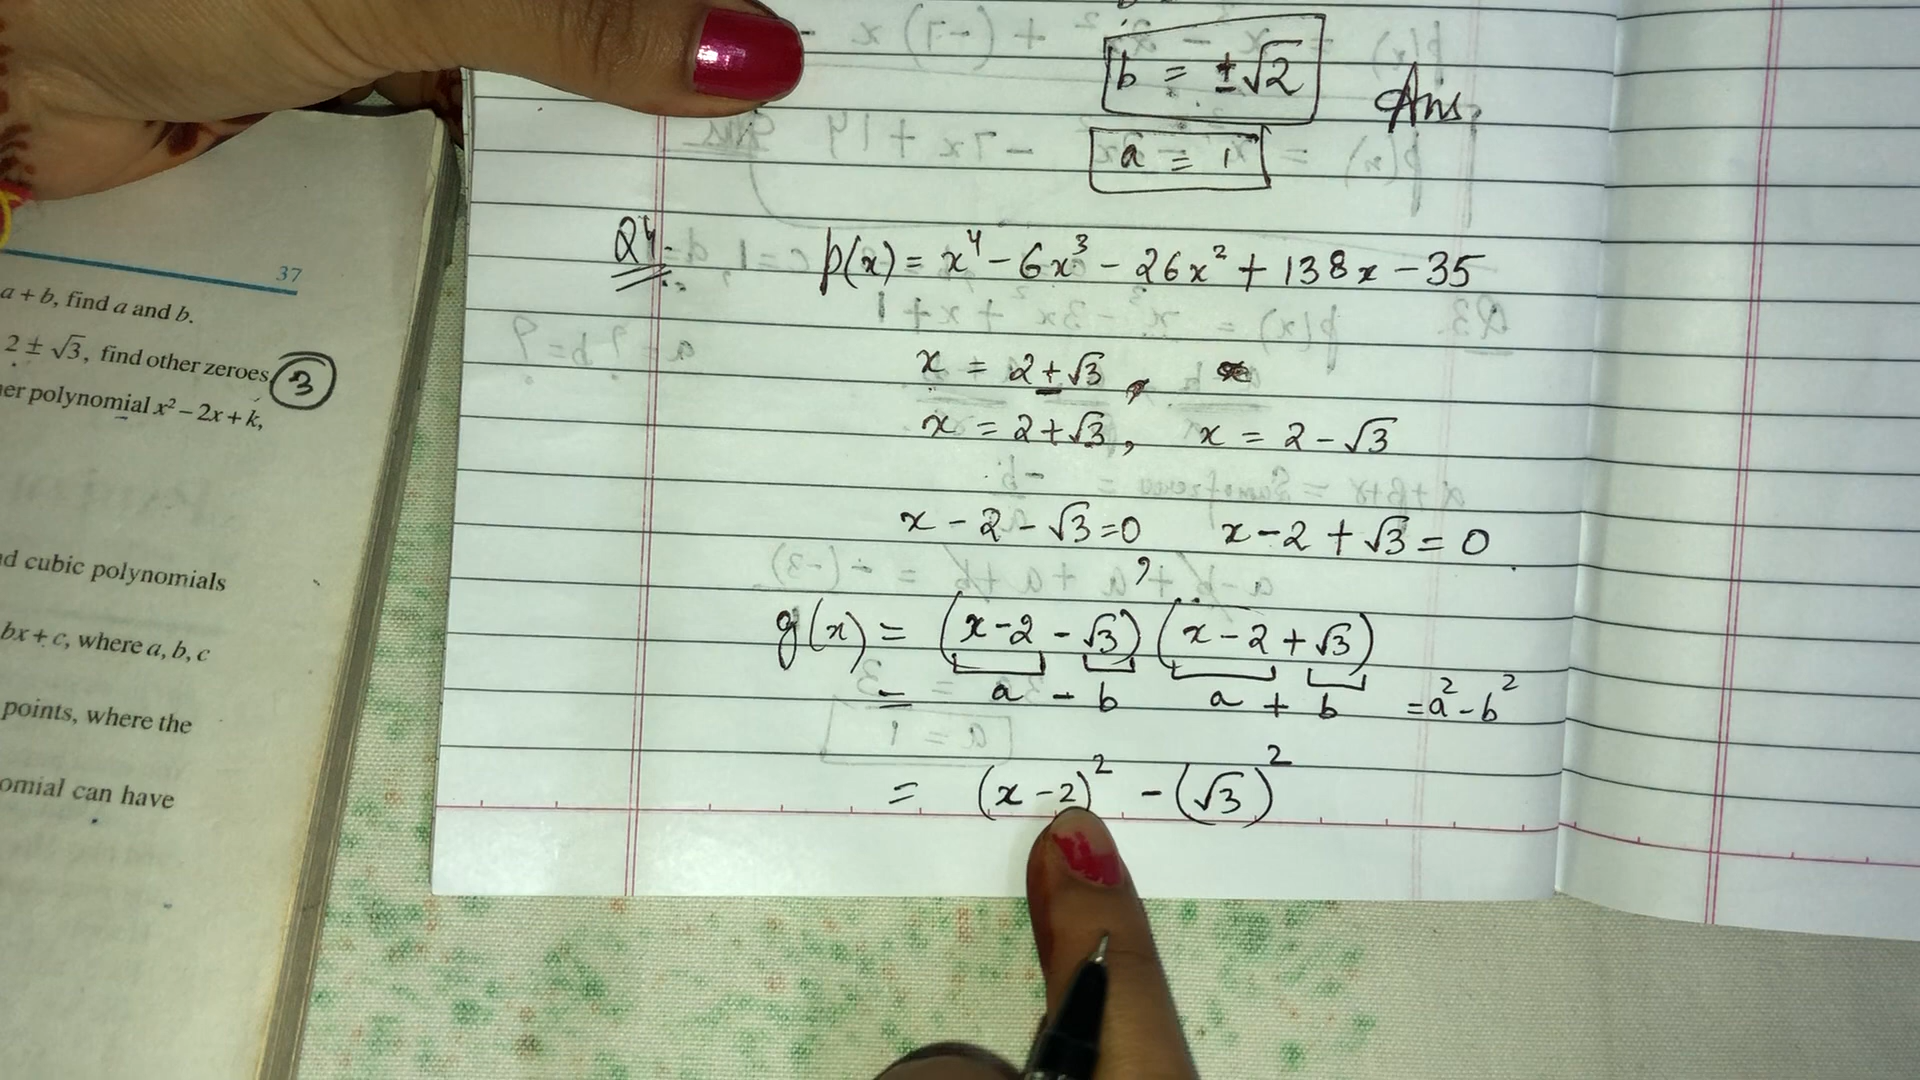 37
a + b, find a and b.
2 ± √3, find other zeroes.
3
er polynomial x² – 2x + k,
d cubic polynomials
bx + c, where a, b, c
points, where the
omial can have
b = ±√2
Ans.
a = 1
Q4. p(x) = x⁴ - 6x³ - 26x² + 138x - 35
x = 2 ± √3,
x = 2+√3, x = 2 - √3
x - 2 - √3 = 0 , x - 2 + √3 = 0
g(x) = (x-2 - √3) (x - 2 + √3)
= a - b a + b = a² - b²
= (x - 2)² - (√3)²